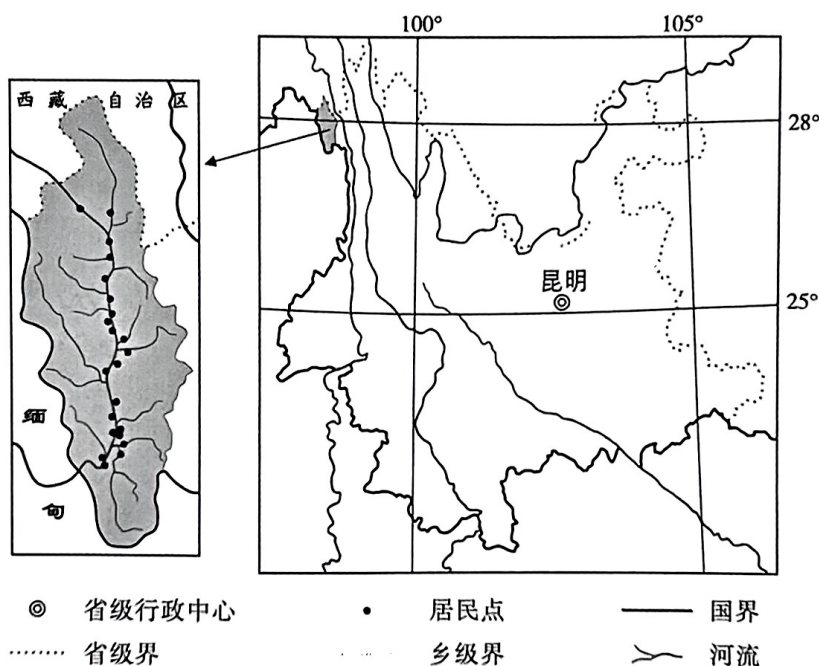 100° 105°
西藏 自治区
28°
昆明
25°
缅
甸
省级行政中心 居民点 国界
省级界 乡级界 河流